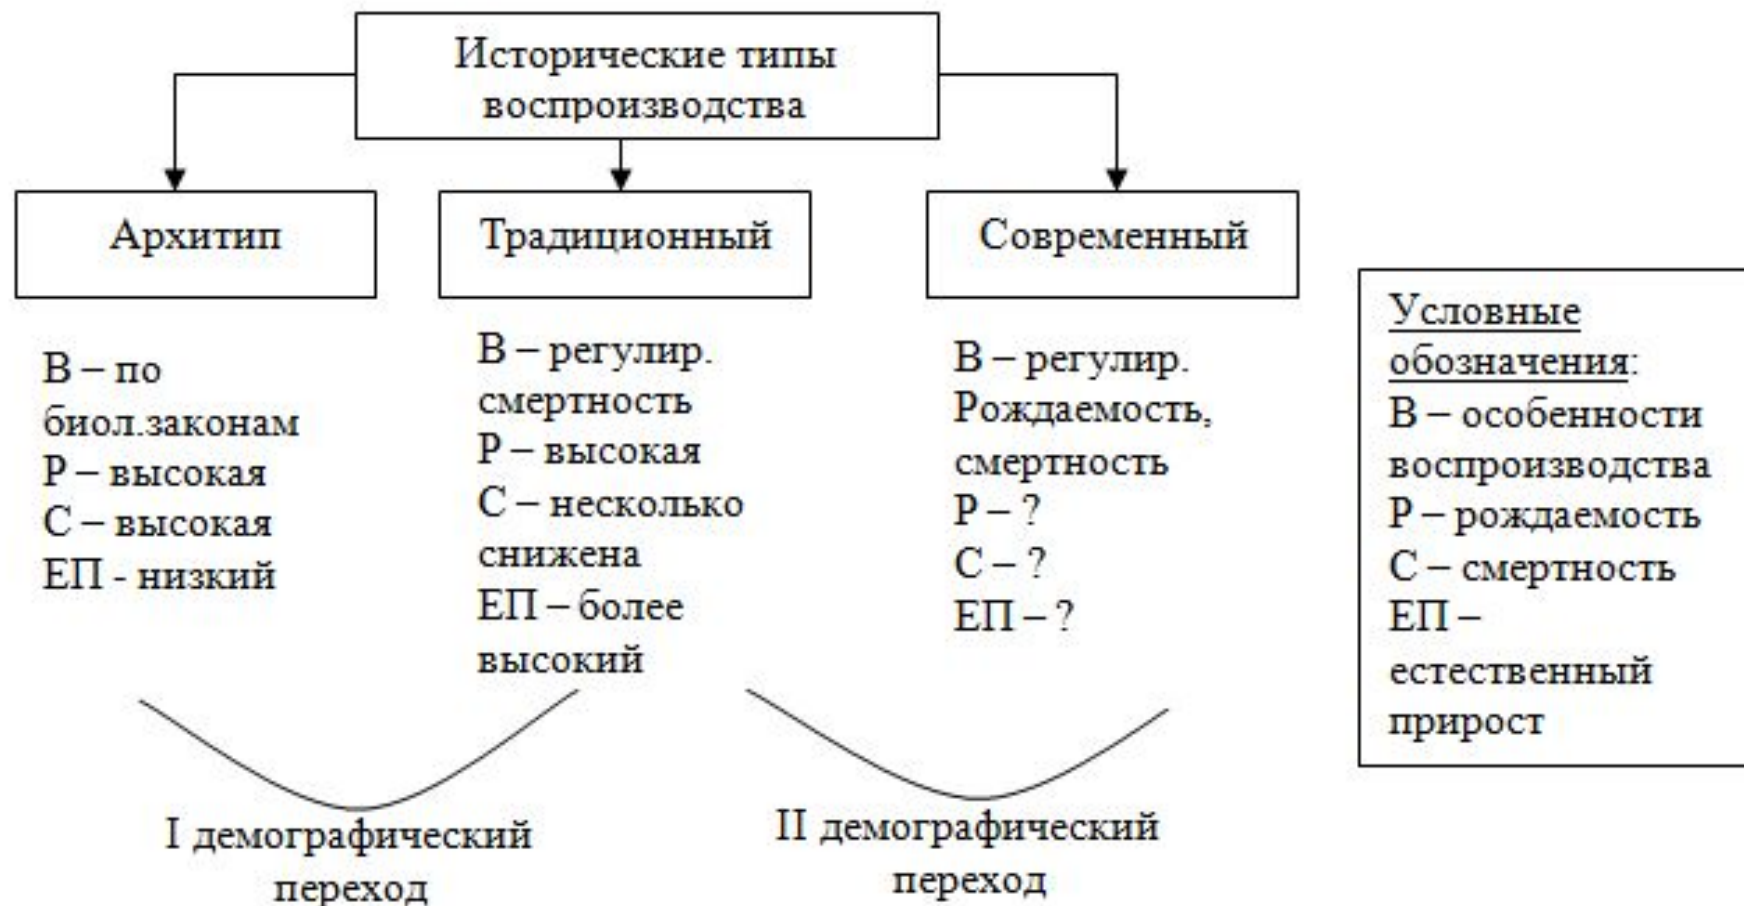 Исторические типы
воспроизводства
Архитип
В – по
биол.законам
Р – высокая
С – высокая
ЕП - низкий
Традиционный
В – регулир.
смертность
Р – высокая
С – несколько
снижена
ЕП – более
высокий
Современный
В – регулир.
Рождаемость,
смертность
Р – ?
С – ?
ЕП – ?
Условные
обозначения:
В – особенности
воспроизводства
Р – рождаемость
С – смертность
ЕП –
естественный
прирост
I демографический
переход
II демографический
переход